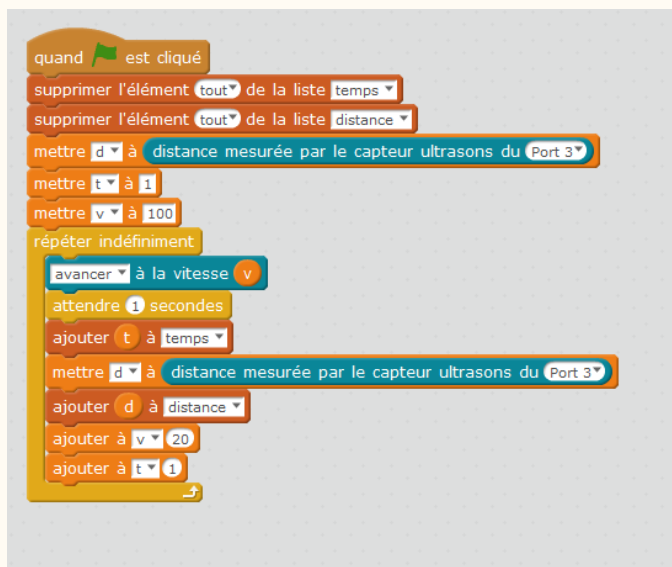 quand est cliqué
supprimer l'élément tout de la liste temps
supprimer l'élément tout de la liste distance
mettre d à distance mesurée par le capteur ultrasons du Port 3
mettre t à 1
mettre v à 100
répéter indéfiniment
avancer à la vitesse v
attendre 1 secondes
ajouter t à temps
mettre d à distance mesurée par le capteur ultrasons du Port 3
ajouter d à distance
ajouter à v 20
ajouter à t 1